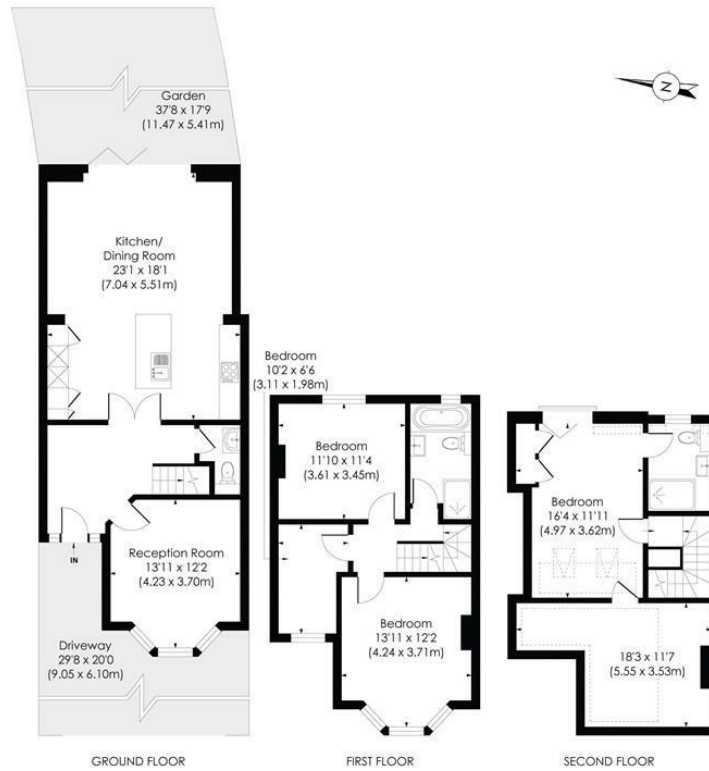 Garden
37'8 x 17'9
(11.47 x 5.41m)
N
Kitchen/
Dining Room
23'1 x 18'1
(7.04 x 5.51m)
Bedroom
10'2 x 6'6
(3.11 x 1.98m)
Bedroom
11'10 x 11'4
(3.61 x 3.45m)
Bedroom
16'4 x 11'11
(4.97 x 3.62m)
IN
Reception Room
13'11 x 12'2
(4.23 x 3.70m)
Bedroom
13'11 x 12'2
(4.24 x 3.71m)
Driveway
29'8 x 20'0
(9.05 x 6.10m)
18'3 x 11'7
(5.55 x 3.53m)
GROUND FLOOR
FIRST FLOOR
SECOND FLOOR